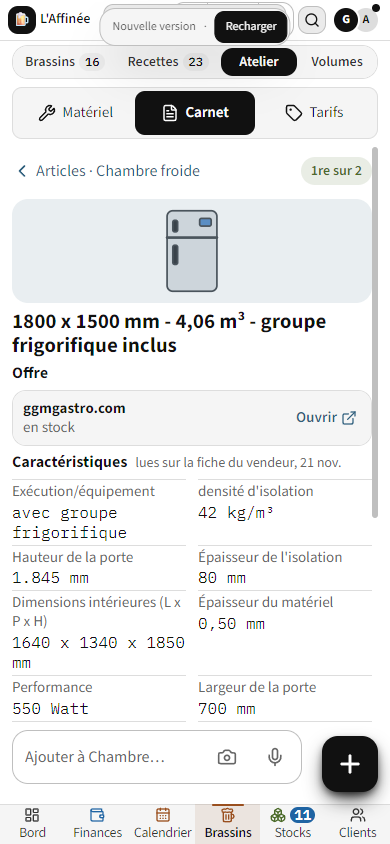 L'Affinée
Nouvelle version ·
Recharger
G
A
Brassins 16
Recettes 23
Atelier
Volumes
Matériel
Carnet
Tarifs
Articles · Chambre froide
1re sur 2
1800 x 1500 mm - 4,06 m³ - groupe
frigorifique inclus
Offre
ggmgastro.com
en stock
Ouvrir
Caractéristiques lues sur la fiche du vendeur, 21 nov.
Exécution/équipement
avec groupe
frigorifique
densité d'isolation
42 kg/m³
Hauteur de la porte
1.845 mm
Épaisseur de l'isolation
80 mm
Dimensions intérieures (L x
P x H)
1640 x 1340 x 1850
mm
Épaisseur du matériel
0,50 mm
Performance
550 Watt
Largeur de la porte
700 mm
Ajouter à Chambre…
Bord
Finances
Calendrier
Brassins
Stocks
11
Clients